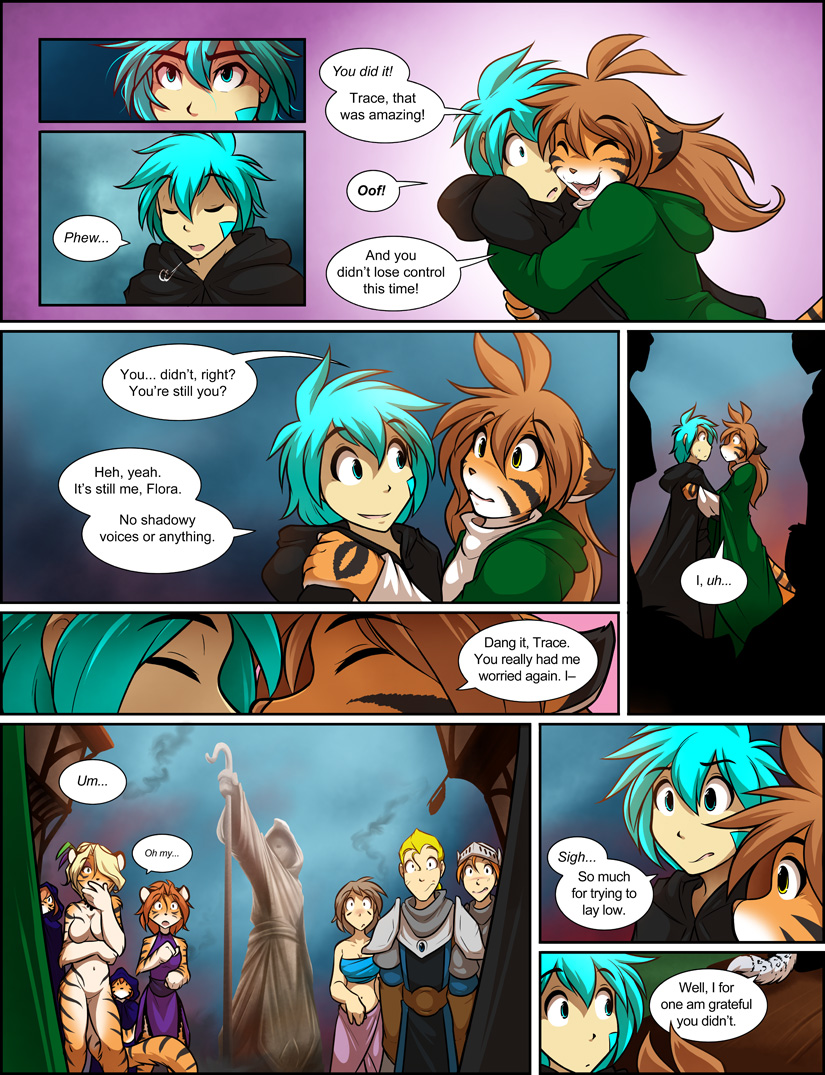 You did it!
Trace, that
was amazing!
Oof!
And you
didn't lose control
this time!
Phew...
You... didn't, right?
You're still you?
Heh, yeah.
It's still me, Flora.
No shadowy
voices or anything.
I, uh...
Dang it, Trace.
You really had me
worried again. I–
Um...
Oh my...
Sigh...
So much
for trying to
lay low.
Well, I for
one am grateful
you didn't.